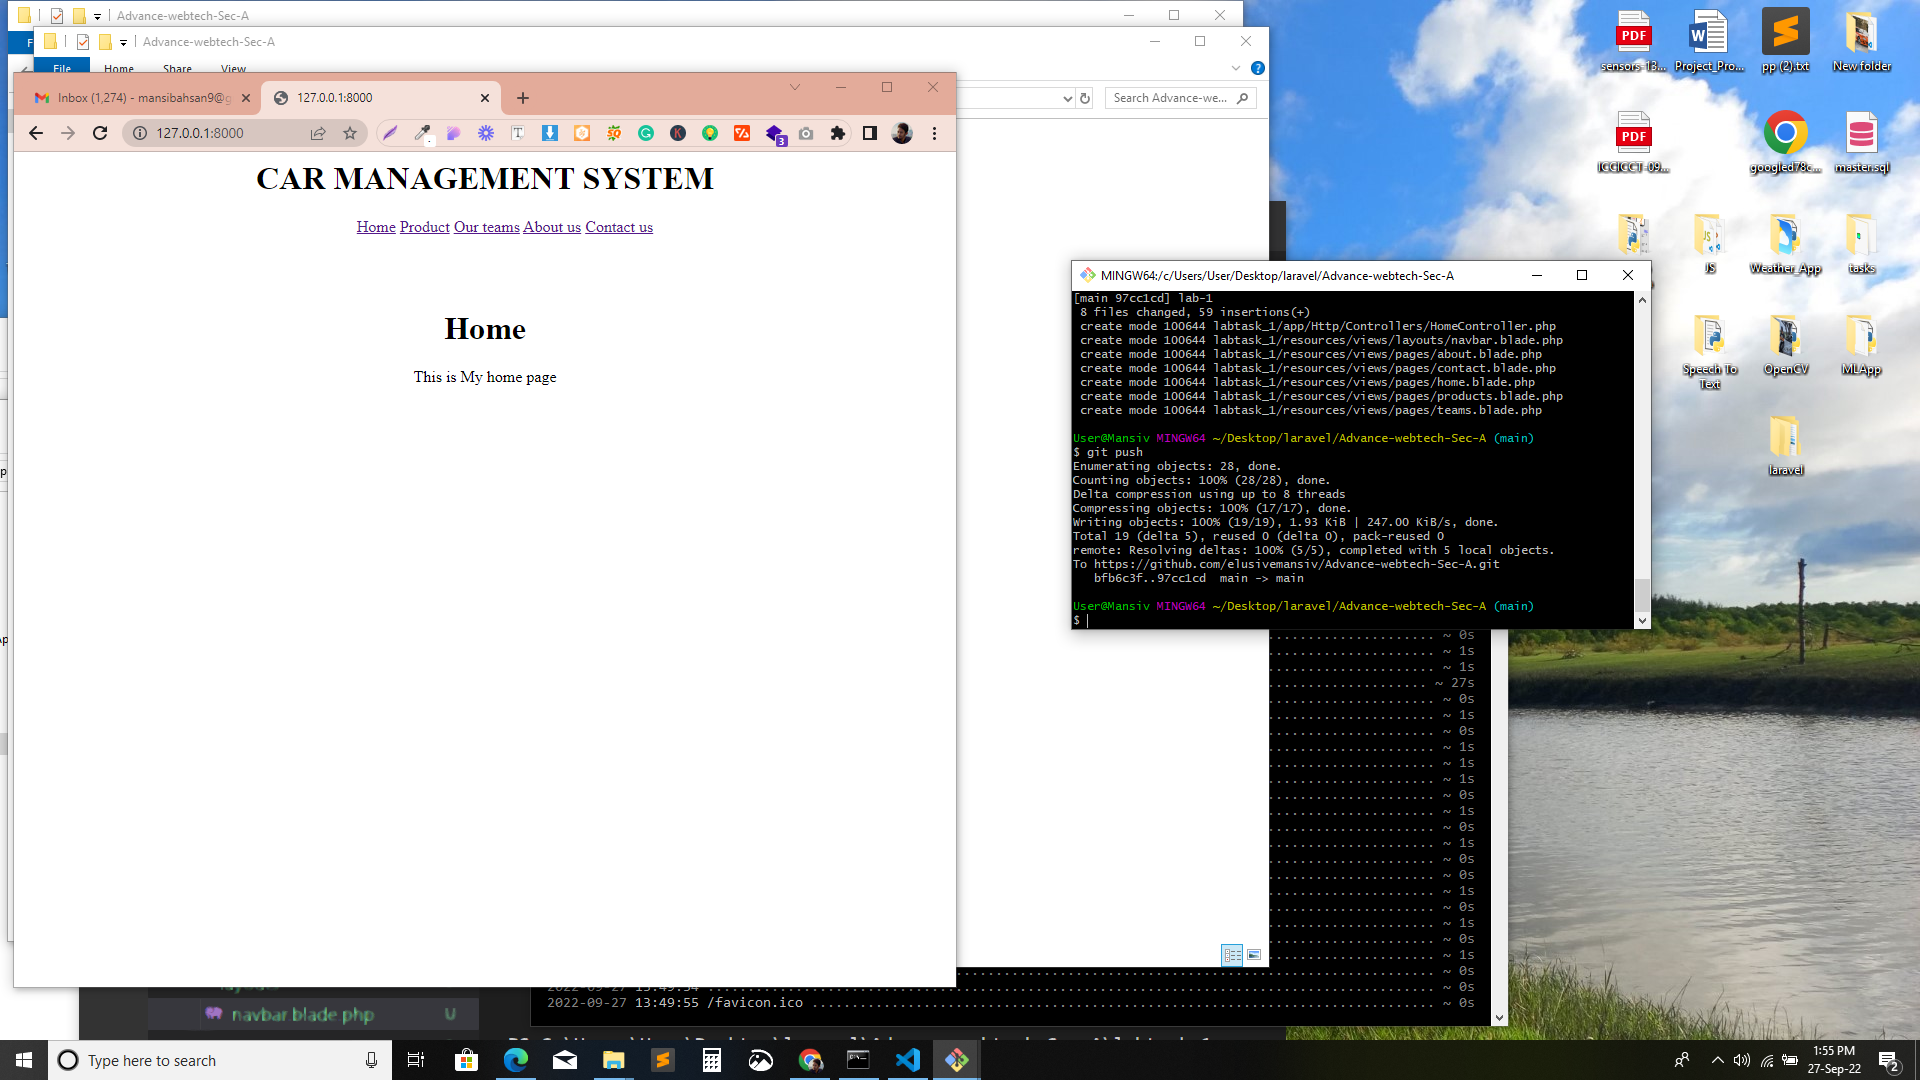 Advance-webtech-Sec-A
Advance-webtech-Sec-A
File Home Share View
Search Advance-we...
Inbox (1,274) - mansibahsan9@g
127.0.0.1:8000
127.0.0.1:8000
3
CAR MANAGEMENT SYSTEM
Home Product Our teams About us Contact us
Home
This is My home page
MINGW64:/c/Users/User/Desktop/laravel/Advance-webtech-Sec-A
[main 97cc1cd] lab-1
8 files changed, 59 insertions(+)
create mode 100644 labtask_1/app/Http/Controllers/HomeController.php
create mode 100644 labtask_1/resources/views/layouts/navbar.blade.php
create mode 100644 labtask_1/resources/views/pages/about.blade.php
create mode 100644 labtask_1/resources/views/pages/contact.blade.php
create mode 100644 labtask_1/resources/views/pages/home.blade.php
create mode 100644 labtask_1/resources/views/pages/products.blade.php
create mode 100644 labtask_1/resources/views/pages/teams.blade.php
User@Mansiv MINGW64 ~/Desktop/laravel/Advance-webtech-Sec-A (main)
$ git push
Enumerating objects: 28, done.
Counting objects: 100% (28/28), done.
Delta compression using up to 8 threads
Compressing objects: 100% (17/17), done.
Writing objects: 100% (19/19), 1.93 KiB | 247.00 KiB/s, done.
Total 19 (delta 5), reused 0 (delta 0), pack-reused 0
remote: Resolving deltas: 100% (5/5), completed with 5 local objects.
To https://github.com/elusivemansiv/Advance-webtech-Sec-A.git
bfb6c3f..97cc1cd main -> main
User@Mansiv MINGW64 ~/Desktop/laravel/Advance-webtech-Sec-A (main)
$
..................... ~ 0s
..................... ~ 1s
..................... ~ 1s
.................... ~ 27s
..................... ~ 0s
..................... ~ 1s
..................... ~ 0s
..................... ~ 1s
..................... ~ 1s
..................... ~ 1s
..................... ~ 0s
..................... ~ 1s
..................... ~ 0s
..................... ~ 1s
..................... ~ 0s
..................... ~ 0s
..................... ~ 1s
..................... ~ 0s
..................... ~ 1s
..................... ~ 0s
..................... ~ 1s
..................... ~ 0s
2022-09-27 13:49:54 ..................... ~ 0s
2022-09-27 13:49:55 /favicon.ico ..................... ~ 0s
navbar.blade.php U
sensors-13... Project_Pro... pp (2).txt New folder
PDF
PDF
ICCICCT-09... googled78c... master.sql
JS Weather_App tasks
Speech To Text OpenCV MLApp
laravel
Type here to search
1:55 PM
27-Sep-22
2